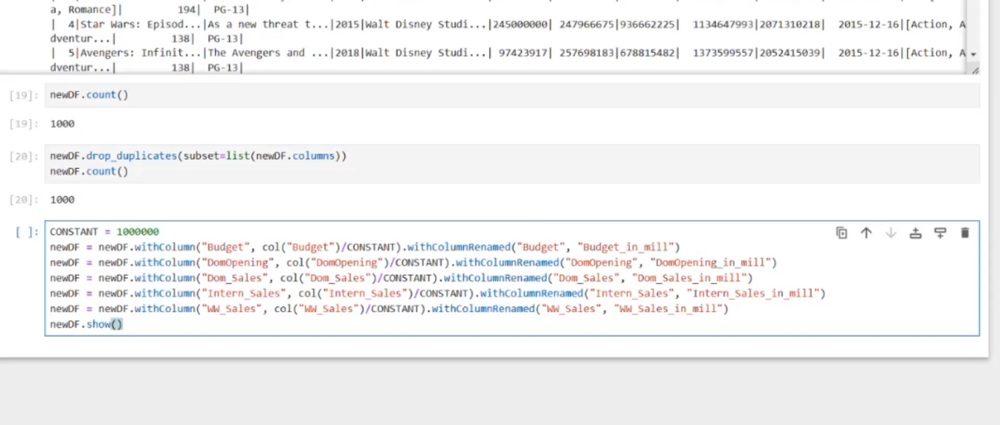 a, Romance]|         194|   PG-13|
|  4|Star Wars: Episod...|As a new threat t...|2015|Walt Disney Studi...|245000000| 247966675|936662225|  1134647993|2071310218|  2015-12-16|[Action, A
dventur...|         138|  PG-13|
|  5|Avengers: Infinit...|The Avengers and ...|2018|Walt Disney Studi...| 97423917| 257698183|678815482|  1373599557|2052415039|  2015-12-16|[Action, A
dventur...|         138|  PG-13|
[19]: newDF.count()
[19]: 1000
[20]: newDF.drop_duplicates(subset=list(newDF.columns))
newDF.count()
[20]: 1000
[ ]: CONSTANT = 1000000
newDF = newDF.withColumn("Budget", col("Budget")/CONSTANT).withColumnRenamed("Budget", "Budget_in_mill")
newDF = newDF.withColumn("DomOpening", col("DomOpening")/CONSTANT).withColumnRenamed("DomOpening", "DomOpening_in_mill")
newDF = newDF.withColumn("Dom_Sales", col("Dom_Sales")/CONSTANT).withColumnRenamed("Dom_Sales", "Dom_Sales_in_mill")
newDF = newDF.withColumn("Intern_Sales", col("Intern_Sales")/CONSTANT).withColumnRenamed("Intern_Sales", "Intern_Sales_in_mill")
newDF = newDF.withColumn("WW_Sales", col("WW_Sales")/CONSTANT).withColumnRenamed("WW_Sales", "WW_Sales_in_mill")
newDF.show()